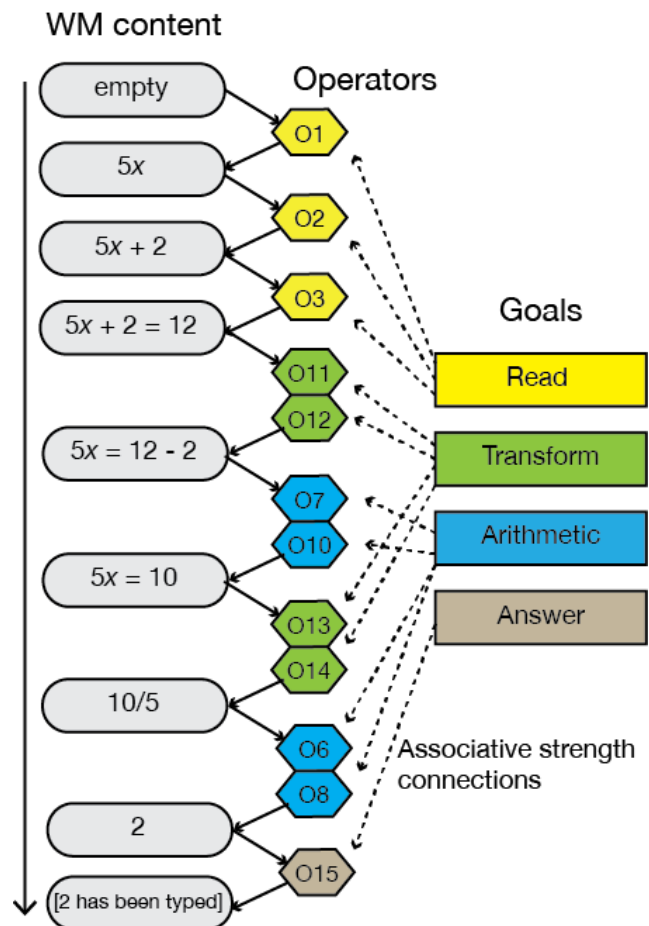 WM content
Operators
empty
O1
5x
O2
5x + 2
O3
5x + 2 = 12
Goals
O11
Read
O12
5x = 12 - 2
Transform
O7
Arithmetic
O10
5x = 10
Answer
O13
O14
10/5
O6
Associative strength
connections
O8
2
O15
[2 has been typed]